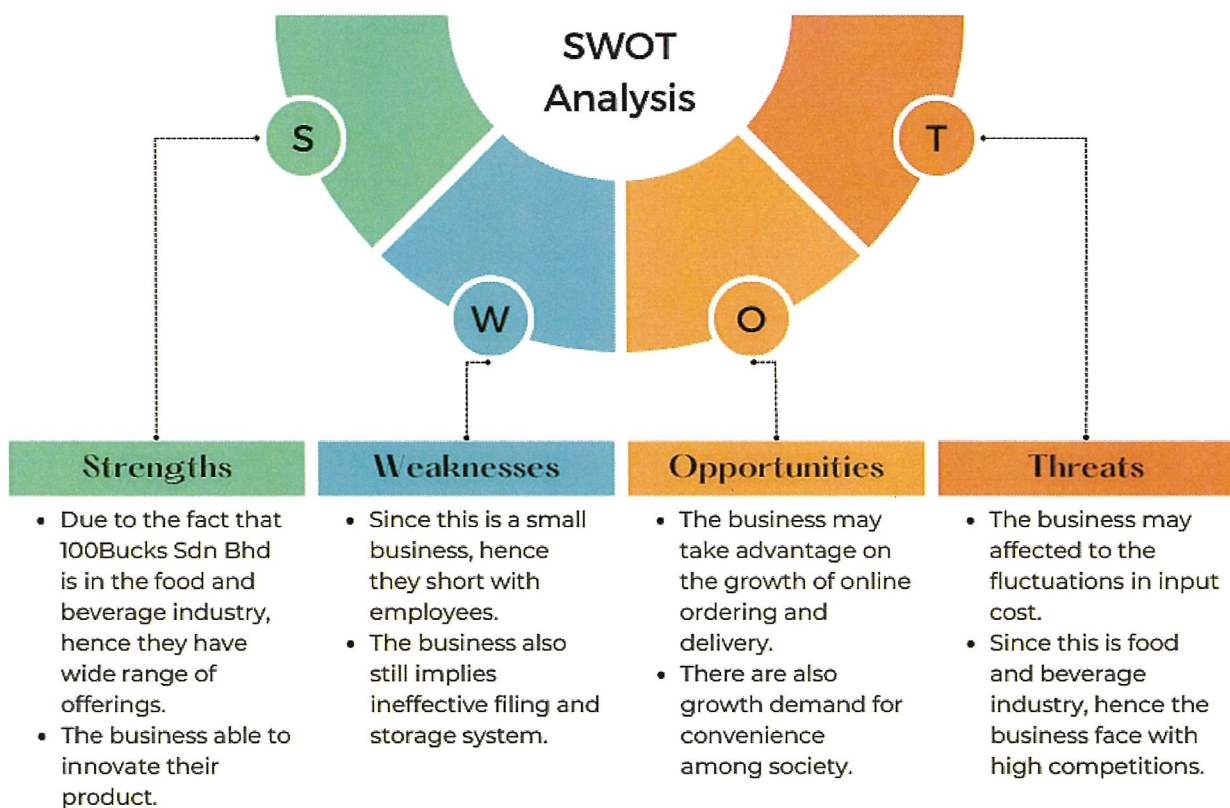 SWOT
Analysis
S
W
O
T
Strengths
• Due to the fact that
100Bucks Sdn Bhd
is in the food and
beverage industry,
hence they have
wide range of
offerings.
• The business able to
innovate their
product.
Weaknesses
• Since this is a small
business, hence
they short with
employees.
• The business also
still implies
ineffective filing and
storage system.
Opportunities
• The business may
take advantage on
the growth of online
ordering and
delivery.
• There are also
growth demand for
convenience
among society.
Threats
• The business may
affected to the
fluctuations in input
cost.
• Since this is food
and beverage
industry, hence the
business face with
high competitions.